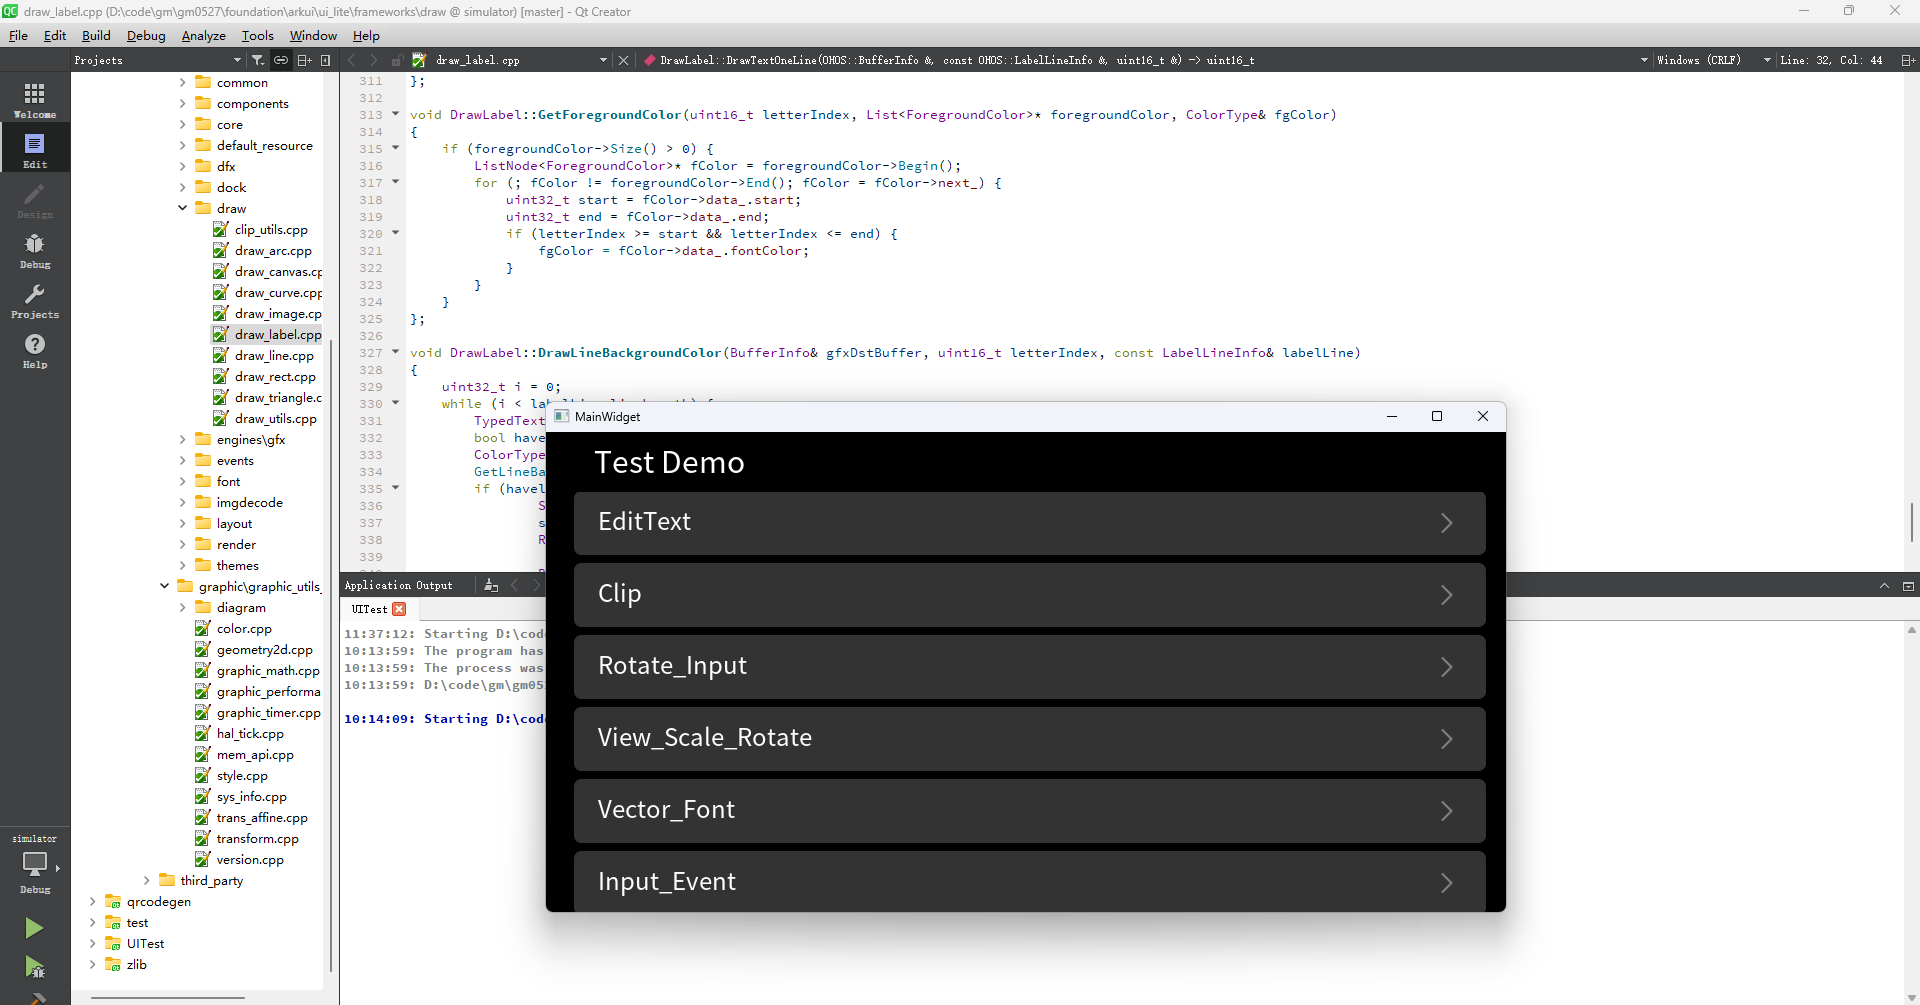 draw_label.cpp (D:\code\gm\gm0527\foundation\arkui\ui_lite\frameworks\draw @ simulator) [master] - Qt Creator
File Edit Build Debug Analyze Tools Window Help
Projects
draw_label.cpp
DrawLabel::DrawTextOneLine(OHOS::BufferInfo &, const OHOS::LabelLineInfo &, uint16_t &) -> uint16_t
Windows (CRLF)
Line: 32, Col: 44
Welcome
Edit
Design
Debug
Projects
Help
simulator
Debug
common
components
core
default_resource
dfx
dock
draw
clip_utils.cpp
draw_arc.cpp
draw_canvas.cp
draw_curve.cpp
draw_image.cp
draw_label.cpp
draw_line.cpp
draw_rect.cpp
draw_triangle.c
draw_utils.cpp
engines\gfx
events
font
imgdecode
layout
render
themes
graphic\graphic_utils_
diagram
color.cpp
geometry2d.cpp
graphic_math.cpp
graphic_performa
graphic_timer.cpp
hal_tick.cpp
mem_api.cpp
style.cpp
sys_info.cpp
trans_affine.cpp
transform.cpp
version.cpp
third_party
qrcodegen
test
UITest
zlib
311 };
312
313 void DrawLabel::GetForegroundColor(uint16_t letterIndex, List<ForegroundColor>* foregroundColor, ColorType& fgColor)
314 {
315 if (foregroundColor->Size() > 0) {
316 ListNode<ForegroundColor>* fColor = foregroundColor->Begin();
317 for (; fColor != foregroundColor->End(); fColor = fColor->next_) {
318 uint32_t start = fColor->data_.start;
319 uint32_t end = fColor->data_.end;
320 if (letterIndex >= start && letterIndex <= end) {
321 fgColor = fColor->data_.fontColor;
322 }
323 }
324 }
325 };
326
327 void DrawLabel::DrawLineBackgroundColor(BufferInfo& gfxDstBuffer, uint16_t letterIndex, const LabelLineInfo& labelLine)
328 {
329 uint32_t i = 0;
330 while (i < la
331 TypedText
332 bool have
333 ColorType
334 GetLineBa
335 if (havel
336 S
337 s
338 R
339
Application Output
UITest
11:37:12: Starting D:\cod
10:13:59: The program has
10:13:59: The process was
10:13:59: D:\code\gm\gm05
10:14:09: Starting D:\cod
MainWidget
Test Demo
EditText
Clip
Rotate_Input
View_Scale_Rotate
Vector_Font
Input_Event